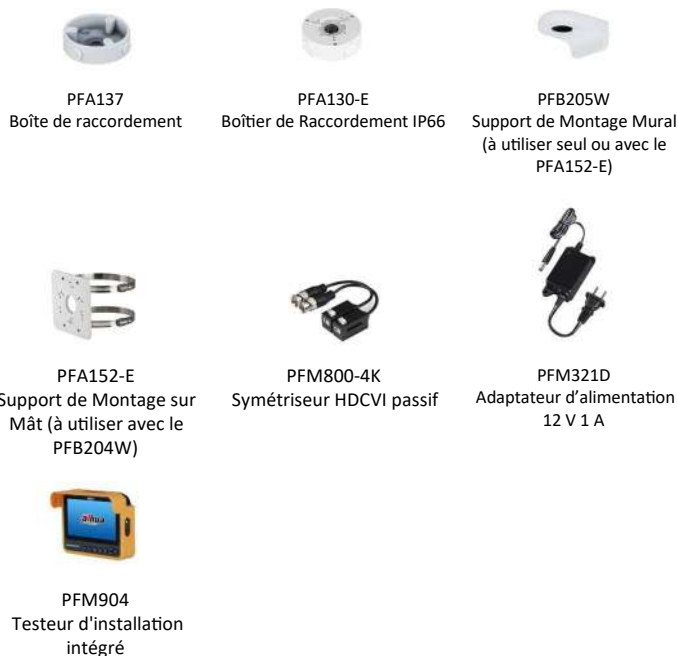 PFA137
Boîte de raccordement
PFA130-E
Boîtier de Raccordement IP66
PFB205W
Support de Montage Mural
(à utiliser seul ou avec le
PFA152-E)
PFA152-E
Support de Montage sur
Mât (à utiliser avec le
PFB204W)
PFM800-4K
Symétriseur HDCVI passif
PFM321D
Adaptateur d’alimentation
12 V 1 A
alhua
PFM904
Testeur d'installation
intégré